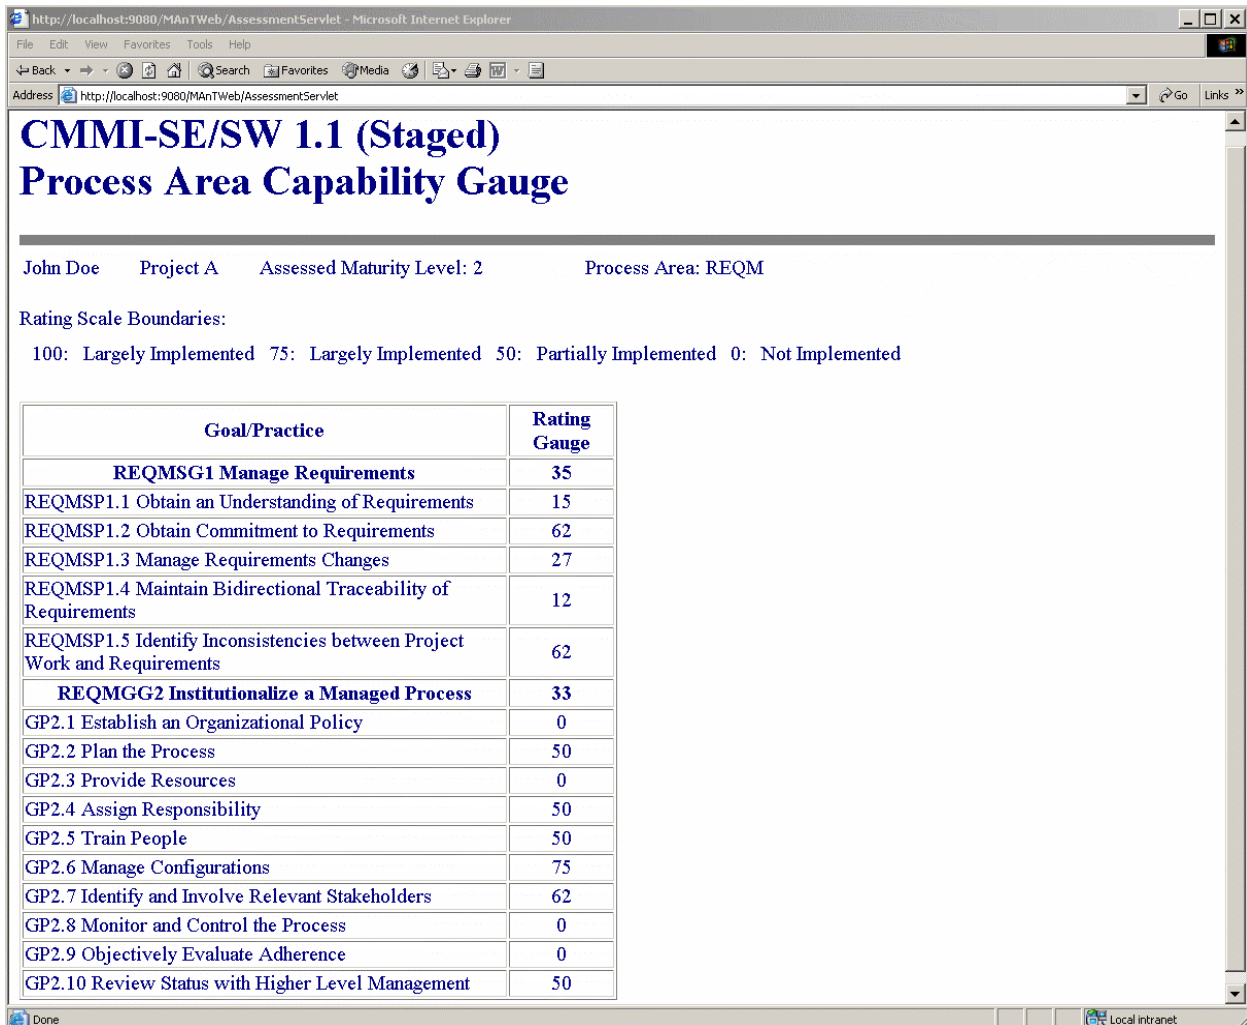 http://localhost:9080/MAnTWeb/AssessmentServlet - Microsoft Internet Explorer
File Edit View Favorites Tools Help
Back Search Favorites Media
Address http://localhost:9080/MAnTWeb/AssessmentServlet Go Links »
CMMI-SE/SW 1.1 (Staged)
Process Area Capability Gauge
John Doe Project A Assessed Maturity Level: 2 Process Area: REQM
Rating Scale Boundaries:
100: Largely Implemented 75: Largely Implemented 50: Partially Implemented 0: Not Implemented
Goal/Practice Rating
Gauge
REQMSG1 Manage Requirements 35
REQMSP1.1 Obtain an Understanding of Requirements 15
REQMSP1.2 Obtain Commitment to Requirements 62
REQMSP1.3 Manage Requirements Changes 27
REQMSP1.4 Maintain Bidirectional Traceability of
Requirements 12
REQMSP1.5 Identify Inconsistencies between Project
Work and Requirements 62
REQMGG2 Institutionalize a Managed Process 33
GP2.1 Establish an Organizational Policy 0
GP2.2 Plan the Process 50
GP2.3 Provide Resources 0
GP2.4 Assign Responsibility 50
GP2.5 Train People 50
GP2.6 Manage Configurations 75
GP2.7 Identify and Involve Relevant Stakeholders 62
GP2.8 Monitor and Control the Process 0
GP2.9 Objectively Evaluate Adherence 0
GP2.10 Review Status with Higher Level Management 50
Done Local intranet